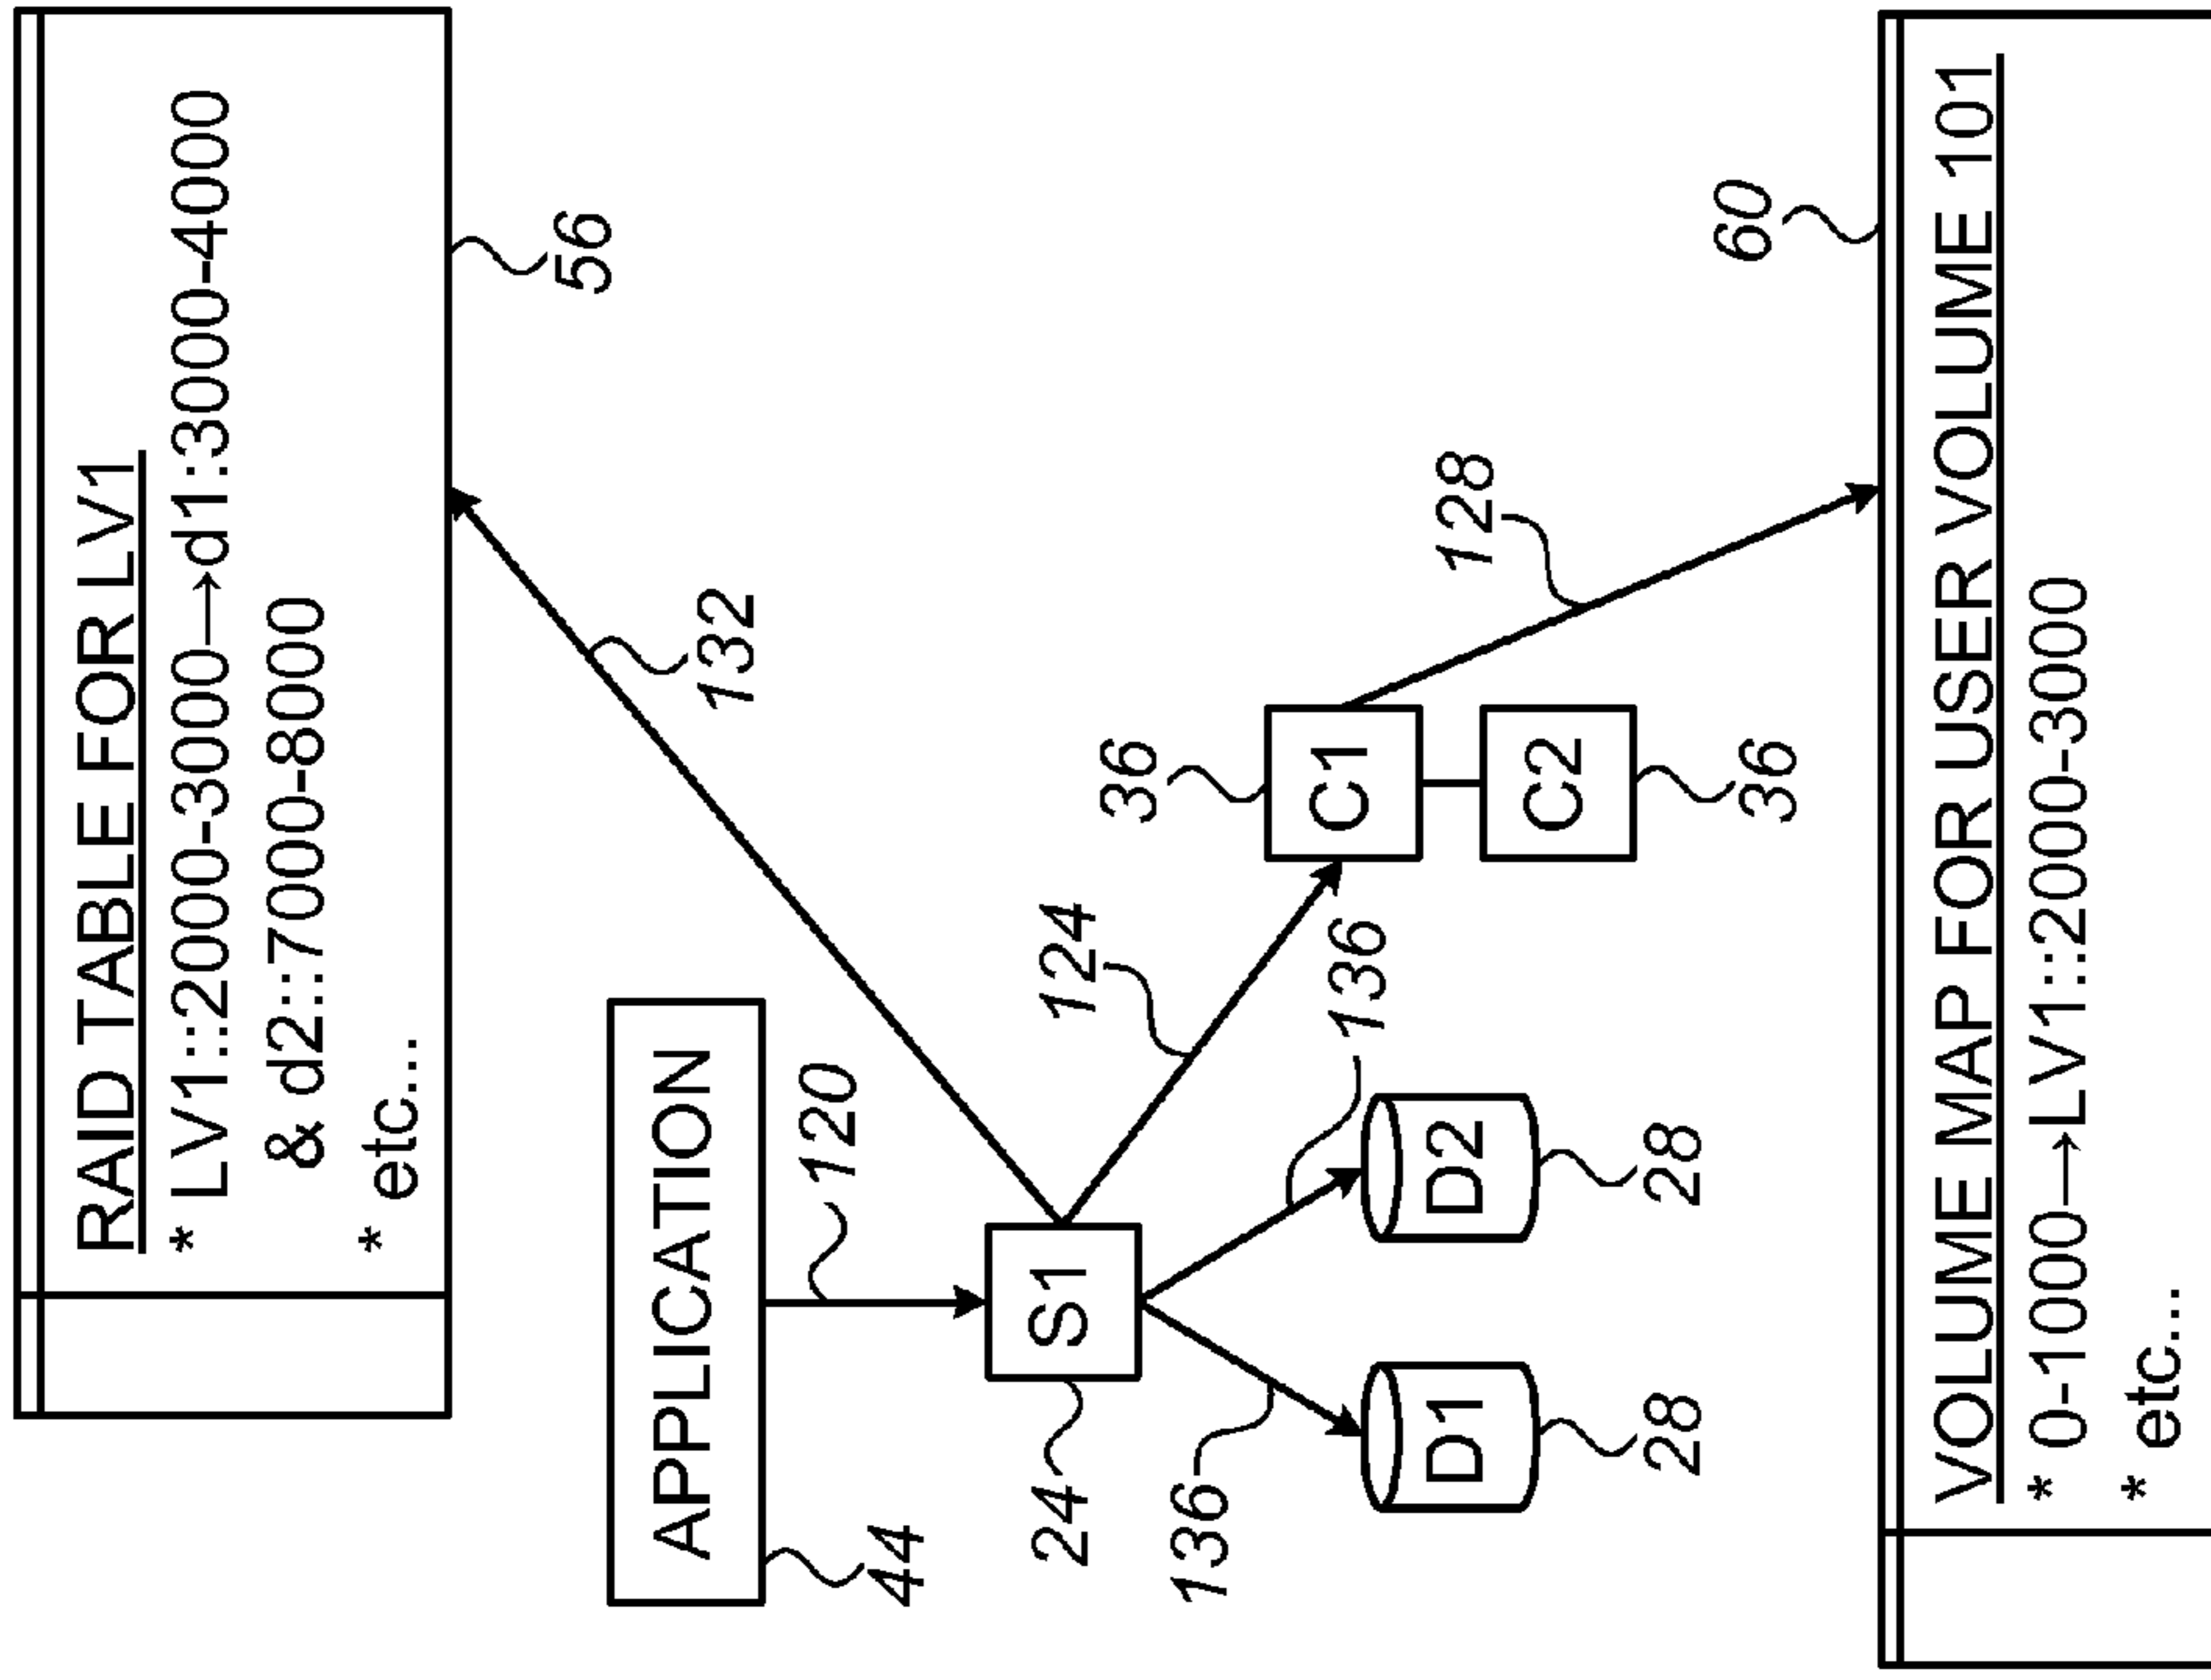 RAID TABLE FOR LV1
* LV1::2000-3000→d1:3000-4000
& d2::7000-8000
* etc...
56
132
APPLICATION
44
120
S1
24
124
136
136
D1
28
D2
28
36
C1
C2
36
128
60
VOLUME MAP FOR USER VOLUME 101
* 0-1000→LV1::2000-3000
* etc...